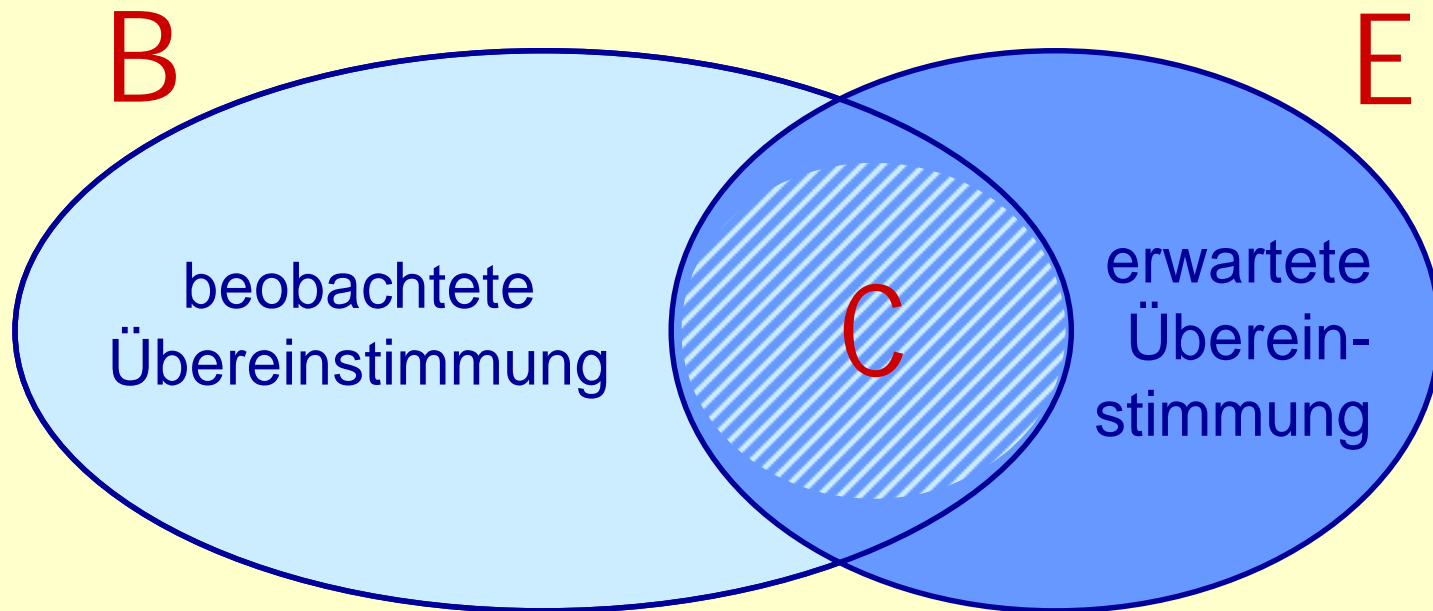 B
E
beobachtete
Übereinstimmung
C
erwartete
Überein-
stimmung